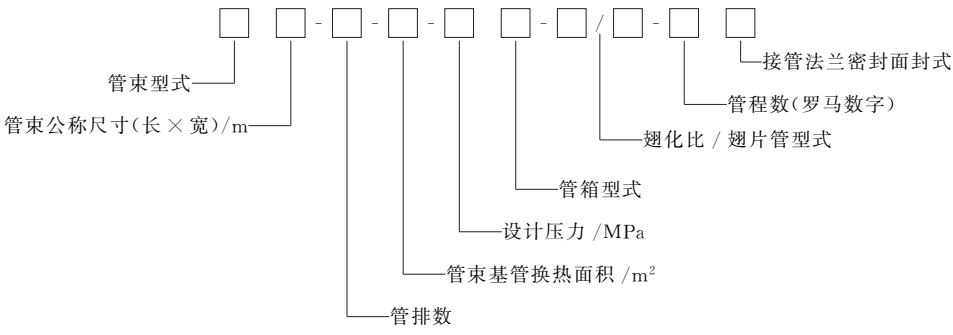 □ □-□-□-□ □-□/□-□ □
接管法兰密封面封式
管束型式
管程数(罗马数字)
管束公称尺寸(长×宽)/m
翅化比/翅片管型式
管箱型式
设计压力/MPa
管束基管换热面积/m²
管排数